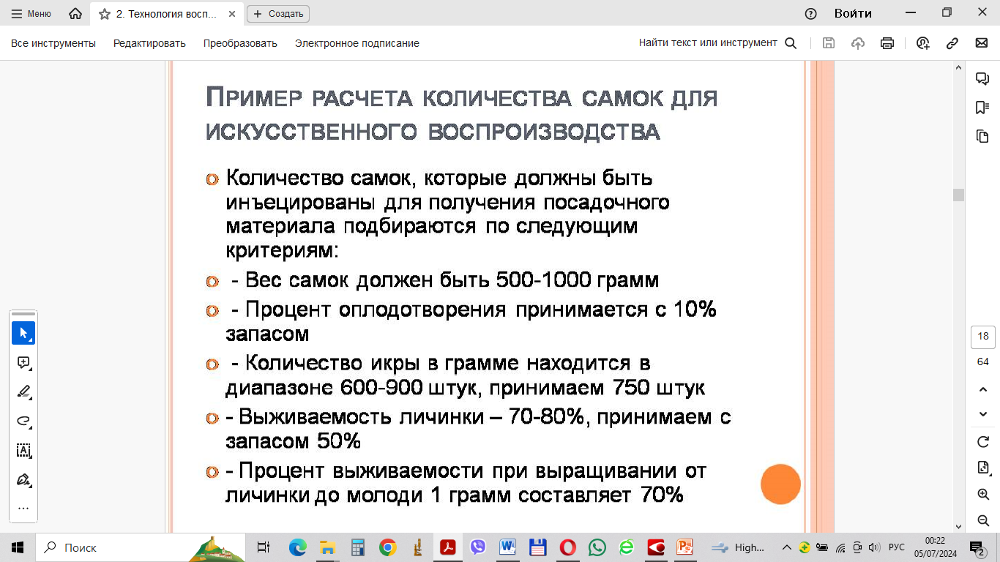 Меню
2. Технология восп...
Создать
Войти
Все инструменты
Редактировать
Преобразовать
Электронное подписание
Найти текст или инструмент
ПРИМЕР РАСЧЕТА КОЛИЧЕСТВА САМОК ДЛЯ
ИСКУССТВЕННОГО ВОСПРОИЗВОДСТВА
Количество самок, которые должны быть
инъецированы для получения посадочного
материала подбираются по следующим
критериям:
- Вес самок должен быть 500-1000 грамм
- Процент оплодотворения принимается с 10%
запасом
- Количество икры в грамме находится в
диапазоне 600-900 штук, принимаем 750 штук
- Выживаемость личинки – 70-80%, принимаем с
запасом 50%
- Процент выживаемости при выращивании от
личинки до молоди 1 грамм составляет 70%
18
64
Поиск
High...
РУС
00:22
05/07/2024
2